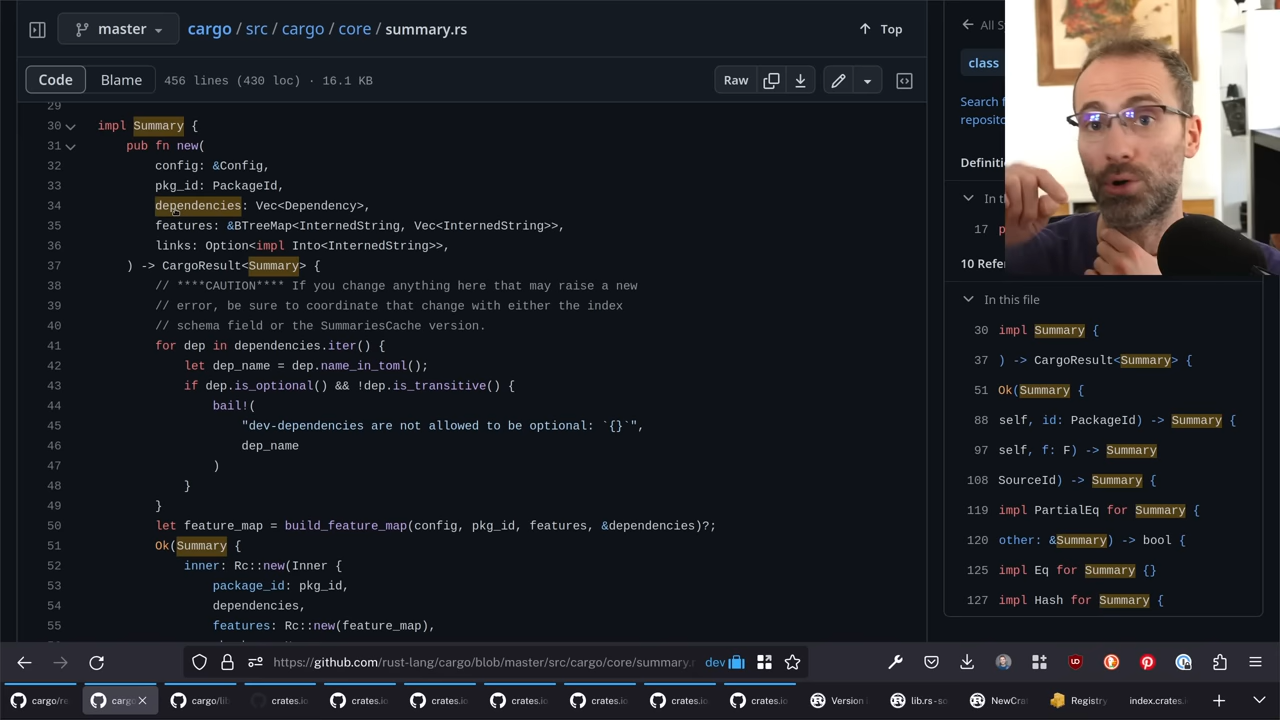 master
cargo / src / cargo / core / summary.rs
Top
Code
Blame
456 lines (430 loc) · 16.1 KB
Raw
29
30 impl Summary {
31 pub fn new(
32 config: &Config,
33 pkg_id: PackageId,
34 dependencies: Vec<Dependency>,
35 features: &BTreeMap<InternedString, Vec<InternedString>>,
36 links: Option<impl Into<InternedString>>,
37 ) -> CargoResult<Summary> {
38 // ****CAUTION**** If you change anything here that may raise a new
39 // error, be sure to coordinate that change with either the index
40 // schema field or the SummariesCache version.
41 for dep in dependencies.iter() {
42 let dep_name = dep.name_in_toml();
43 if dep.is_optional() && !dep.is_transitive() {
44 bail!(
45 "dev-dependencies are not allowed to be optional: `{}`",
46 dep_name
47 )
48 }
49 }
50 let feature_map = build_feature_map(config, pkg_id, features, &dependencies)?;
51 Ok(Summary {
52 inner: Rc::new(Inner {
53 package_id: pkg_id,
54 dependencies,
55 features: Rc::new(feature_map),
All S
class
Search f
reposito
Definiti
In th
17 p
10 Refer
In this file
30 impl Summary {
37 ) -> CargoResult<Summary> {
51 Ok(Summary {
88 self, id: PackageId) -> Summary {
97 self, f: F) -> Summary
108 SourceId) -> Summary {
119 impl PartialEq for Summary {
120 other: &Summary) -> bool {
125 impl Eq for Summary {}
127 impl Hash for Summary {
https://github.com/rust-lang/cargo/blob/master/src/cargo/core/summary.r
dev
cargo/re
cargo
cargo/lib
crates.io
crates.io
crates.io
crates.io
crates.io
crates.io
crates.io
Version
lib.rs - so
NewCra
Registry
index.crates.